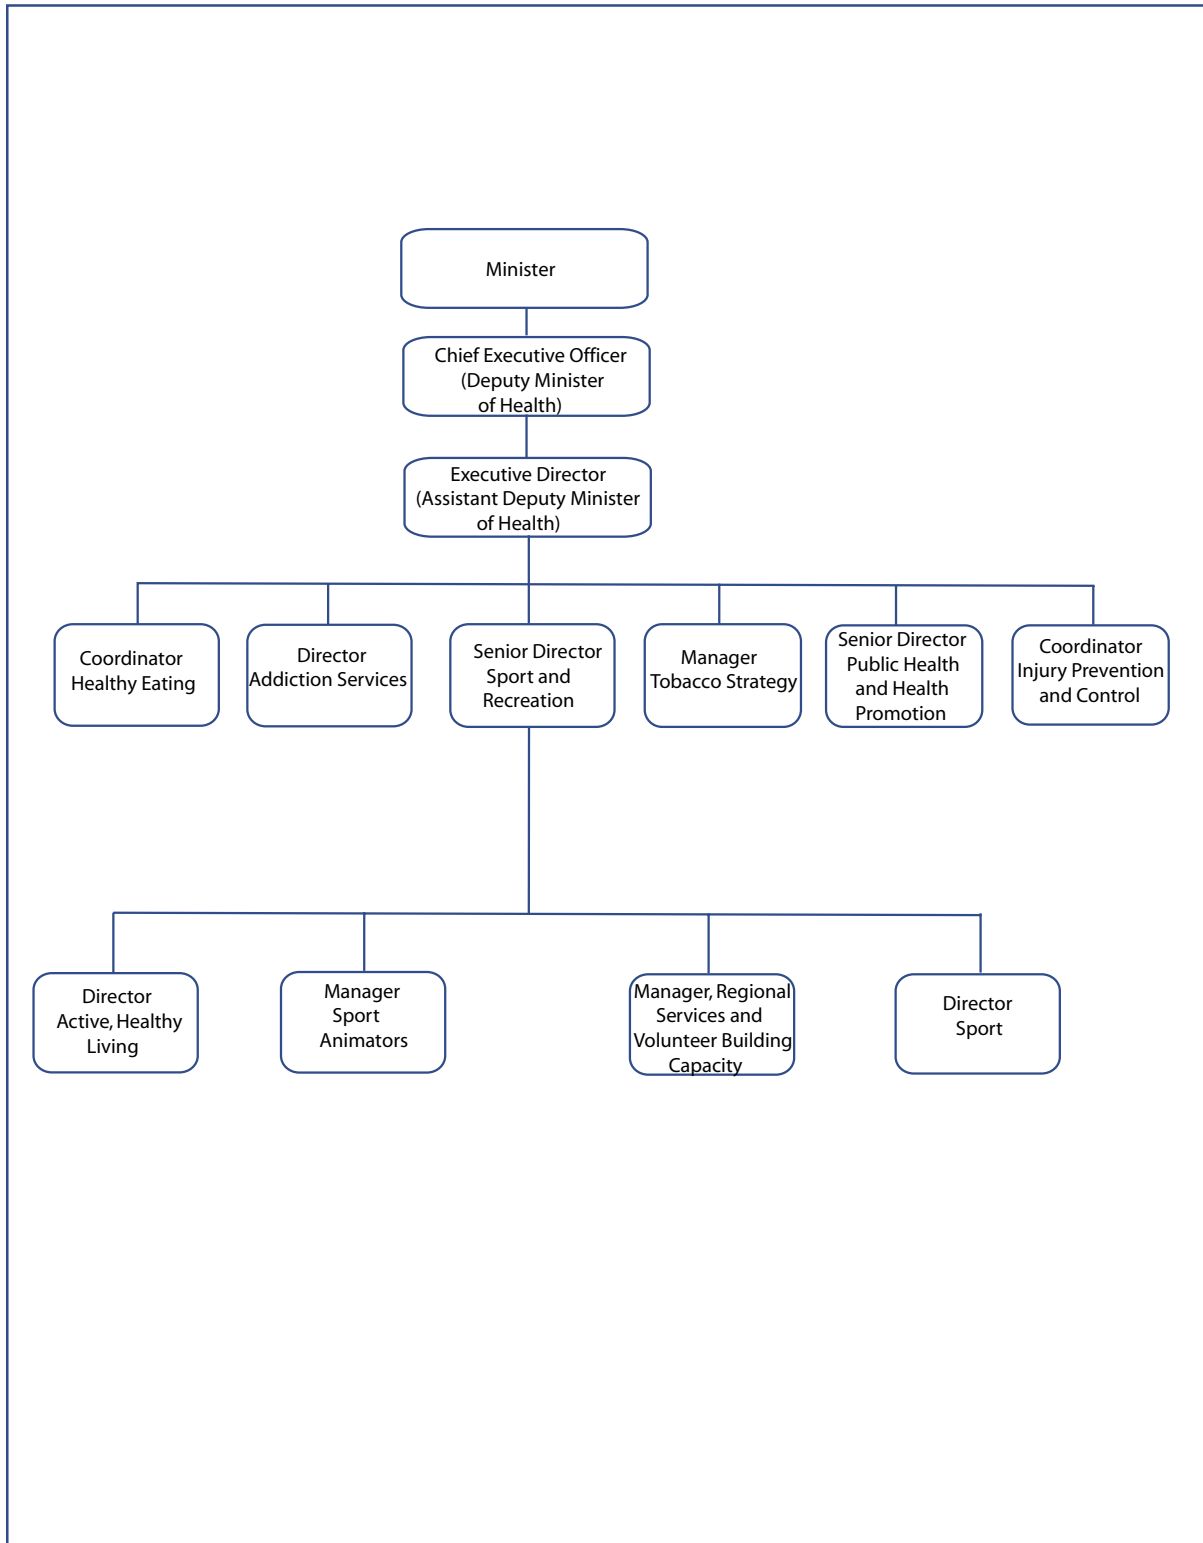 Minister
Chief Executive Officer
(Deputy Minister
of Health)
Executive Director
(Assistant Deputy Minister
of Health)
Coordinator
Healthy Eating
Director
Addiction Services
Senior Director
Sport and
Recreation
Manager
Tobacco Strategy
Senior Director
Public Health
and Health
Promotion
Coordinator
Injury Prevention
and Control
Director
Active, Healthy
Living
Manager
Sport
Animators
Manager, Regional
Services and
Volunteer Building
Capacity
Director
Sport